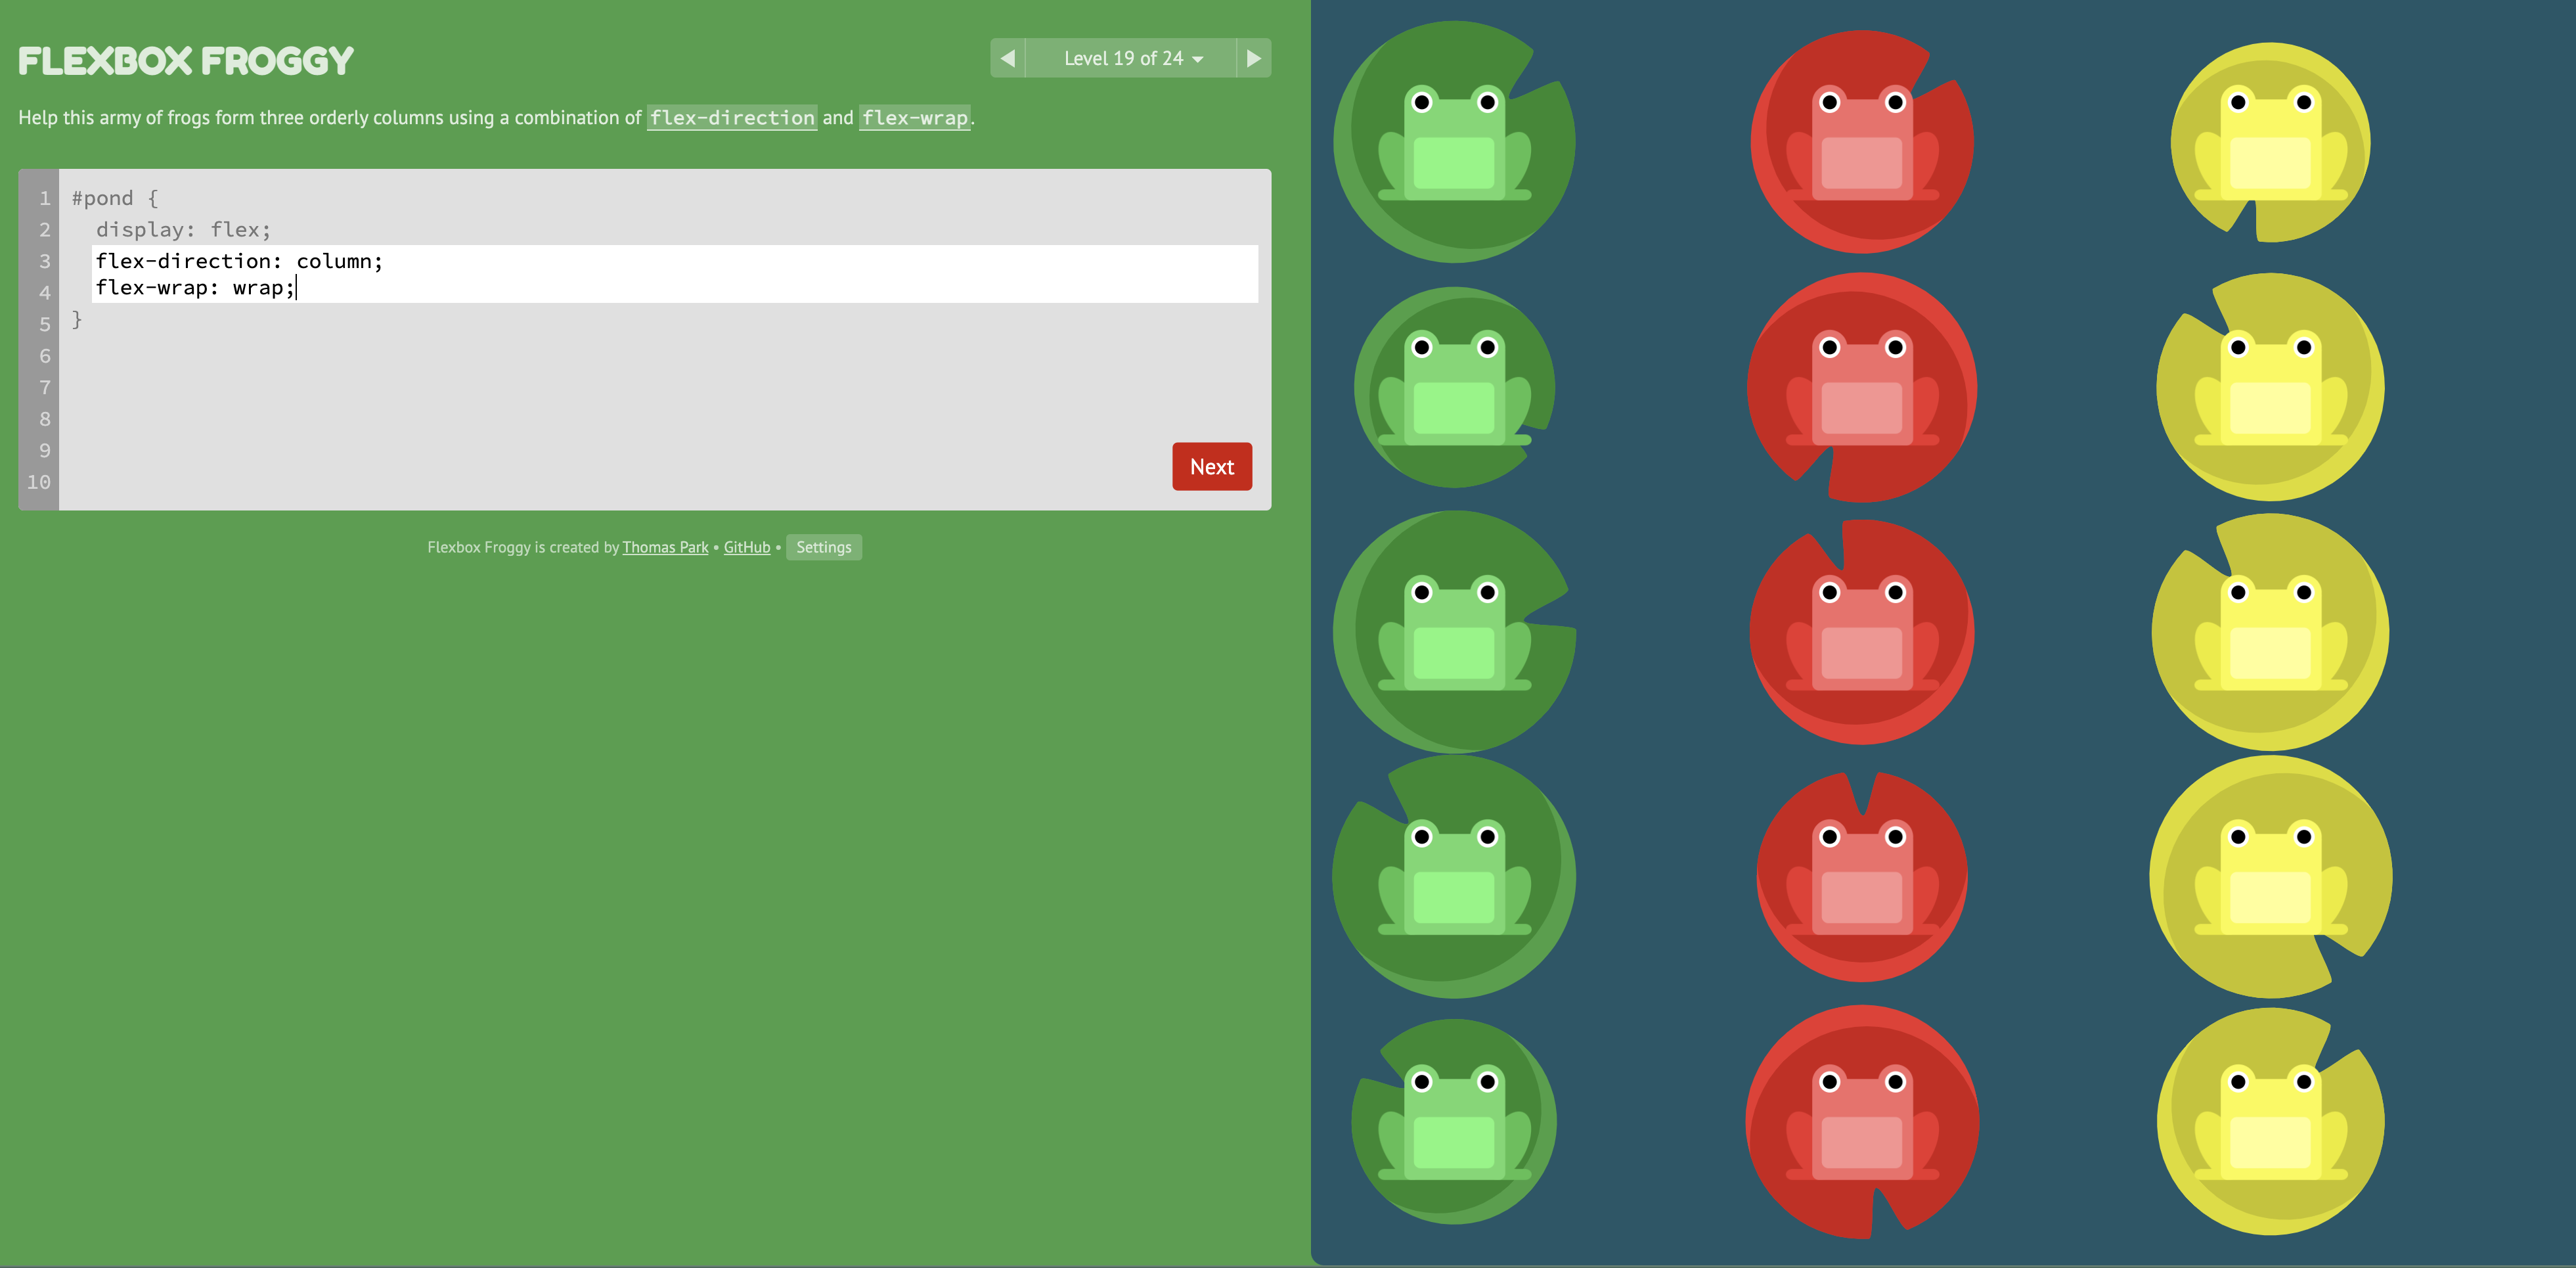 FLEXBOX FROGGY
Level 19 of 24
Help this army of frogs form three orderly columns using a combination of flex-direction and flex-wrap.
1 #pond {
2 display: flex;
3 flex-direction: column;
4 flex-wrap: wrap;
5 }
6
7
8
9
10
Next
Flexbox Froggy is created by Thomas Park • GitHub • Settings